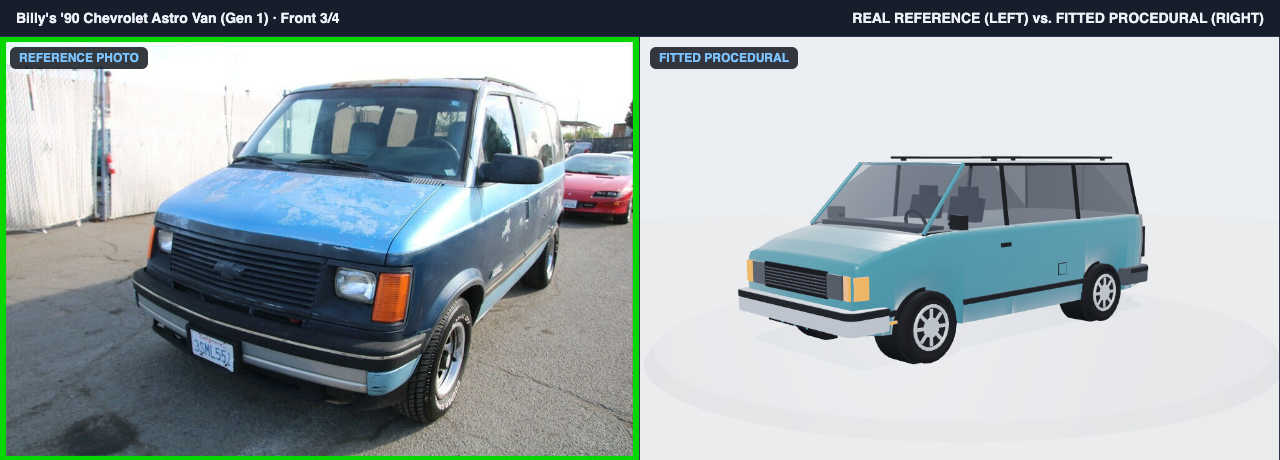 Billy's '90 Chevrolet Astro Van (Gen 1) · Front 3/4
REAL REFERENCE (LEFT) vs. FITTED PROCEDURAL (RIGHT)
REFERENCE PHOTO
FITTED PROCEDURAL
3SML557